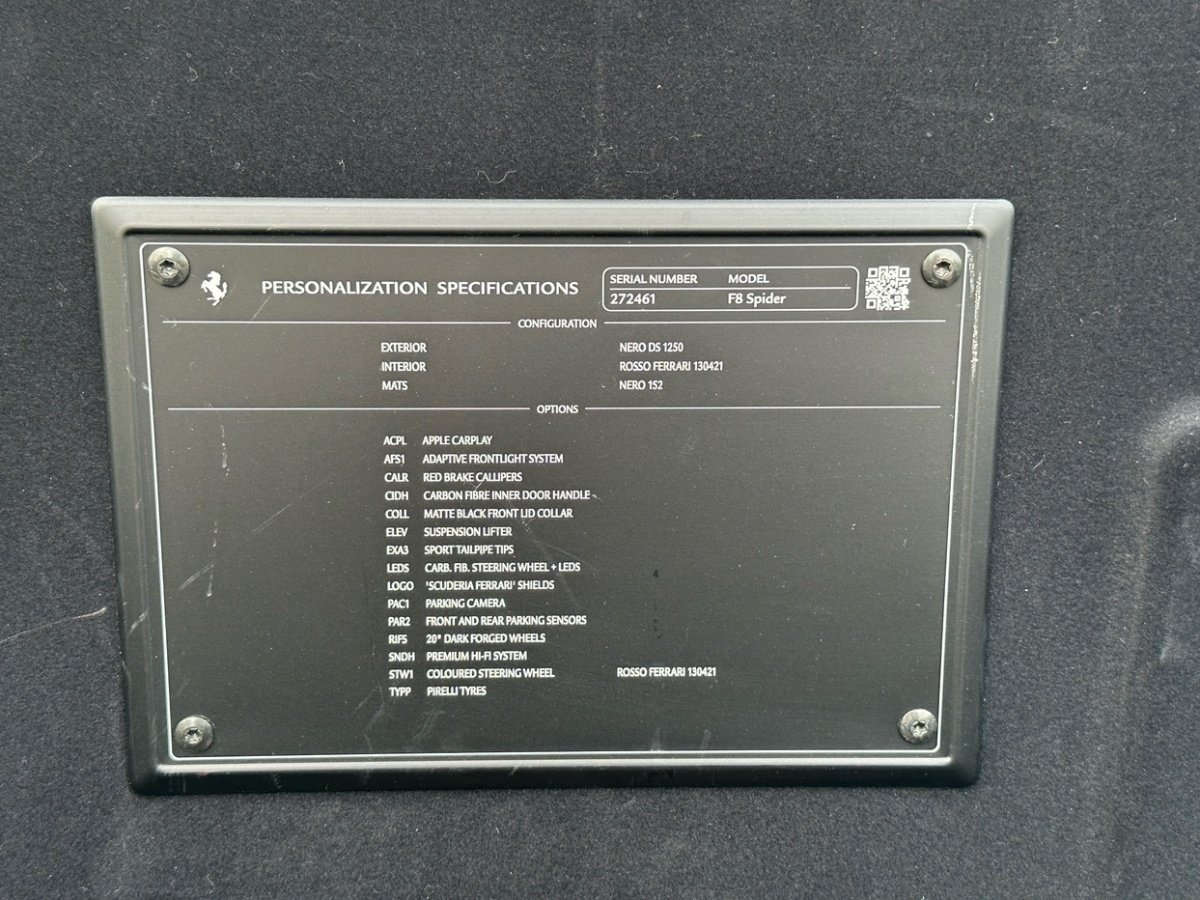 PERSONALIZATION SPECIFICATIONS
SERIAL NUMBER MODEL
272461 F8 Spider
CONFIGURATION
EXTERIOR NERO DS 1250
INTERIOR ROSSO FERRARI 130421
MATS NERO 152
OPTIONS
ACPL APPLE CARPLAY
AFS1 ADAPTIVE FRONTLIGHT SYSTEM
CALR RED BRAKE CALLIPERS
CIDH CARBON FIBRE INNER DOOR HANDLE
COLL MATTE BLACK FRONT LID COLLAR
ELEV SUSPENSION LIFTER
EXA3 SPORT TAILPIPE TIPS
LEDS CARB. FIB. STEERING WHEEL + LEDS
LOGO 'SCUDERIA FERRARI' SHIELDS
PAC1 PARKING CAMERA
PAR2 FRONT AND REAR PARKING SENSORS
RIF5 20" DARK FORGED WHEELS
SNDH PREMIUM HI-FI SYSTEM
STW1 COLOURED STEERING WHEEL ROSSO FERRARI 130421
TYPP PIRELLI TYRES